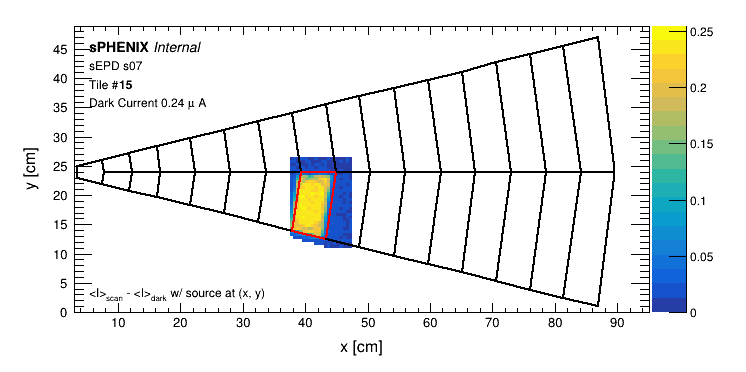 sPHENIX Internal
sEPD s07
Tile #15
Dark Current 0.24 μ A
<I>scan - <I>dark w/ source at (x, y)
y [cm]
45
40
35
30
25
20
15
10
5
0
10 20 30 40 50 60 70 80 90
x [cm]
0.25
0.2
0.15
0.1
0.05
0